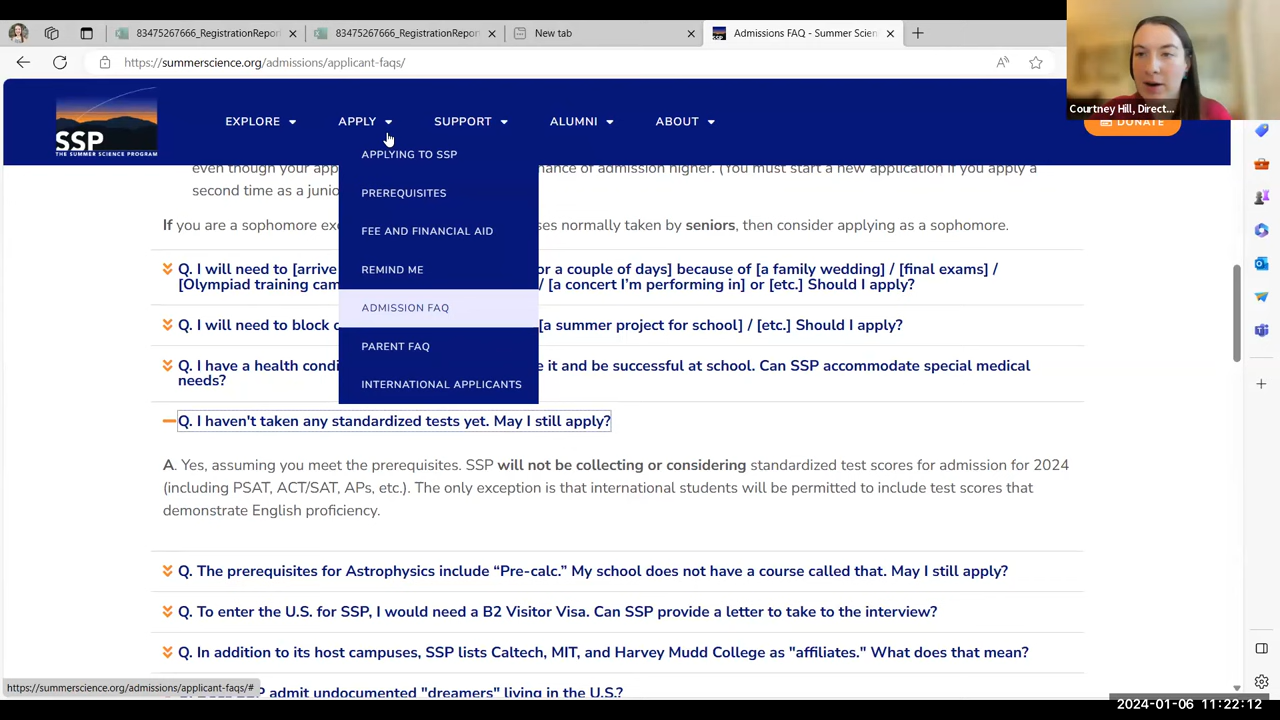 83475267666_RegistrationRepor
83475267666_RegistrationRepor
New tab
Admissions FAQ - Summer Scien
https://summerscience.org/admissions/applicant-faqs/
Courtney Hill, Direct...
SSP
THE SUMMER SCIENCE PROGRAM
EXPLORE
APPLY
SUPPORT
ALUMNI
ABOUT
DONATE
APPLYING TO SSP
PREREQUISITES
FEE AND FINANCIAL AID
REMIND ME
ADMISSION FAQ
PARENT FAQ
INTERNATIONAL APPLICANTS
even though your app ance of admission higher. (You must start a new application if you apply a
second time as a junio
If you are a sophomore exc ses normally taken by seniors, then consider applying as a sophomore.
Q. I will need to [arrive or a couple of days] because of [a family wedding] / [final exams] /
[Olympiad training cam / [a concert I'm performing in] or [etc.] Should I apply?
Q. I will need to block o [a summer project for school] / [etc.] Should I apply?
Q. I have a health condi e it and be successful at school. Can SSP accommodate special medical
needs?
Q. I haven't taken any standardized tests yet. May I still apply?
A. Yes, assuming you meet the prerequisites. SSP will not be collecting or considering standardized test scores for admission for 2024
(including PSAT, ACT/SAT, APs, etc.). The only exception is that international students will be permitted to include test scores that
demonstrate English proficiency.
Q. The prerequisites for Astrophysics include “Pre-calc.” My school does not have a course called that. May I still apply?
Q. To enter the U.S. for SSP, I would need a B2 Visitor Visa. Can SSP provide a letter to take to the interview?
Q. In addition to its host campuses, SSP lists Caltech, MIT, and Harvey Mudd College as "affiliates." What does that mean?
admit undocumented "dreamers" living in the U.S.?
https://summerscience.org/admissions/applicant-faqs/#
2024-01-06 11:22:12